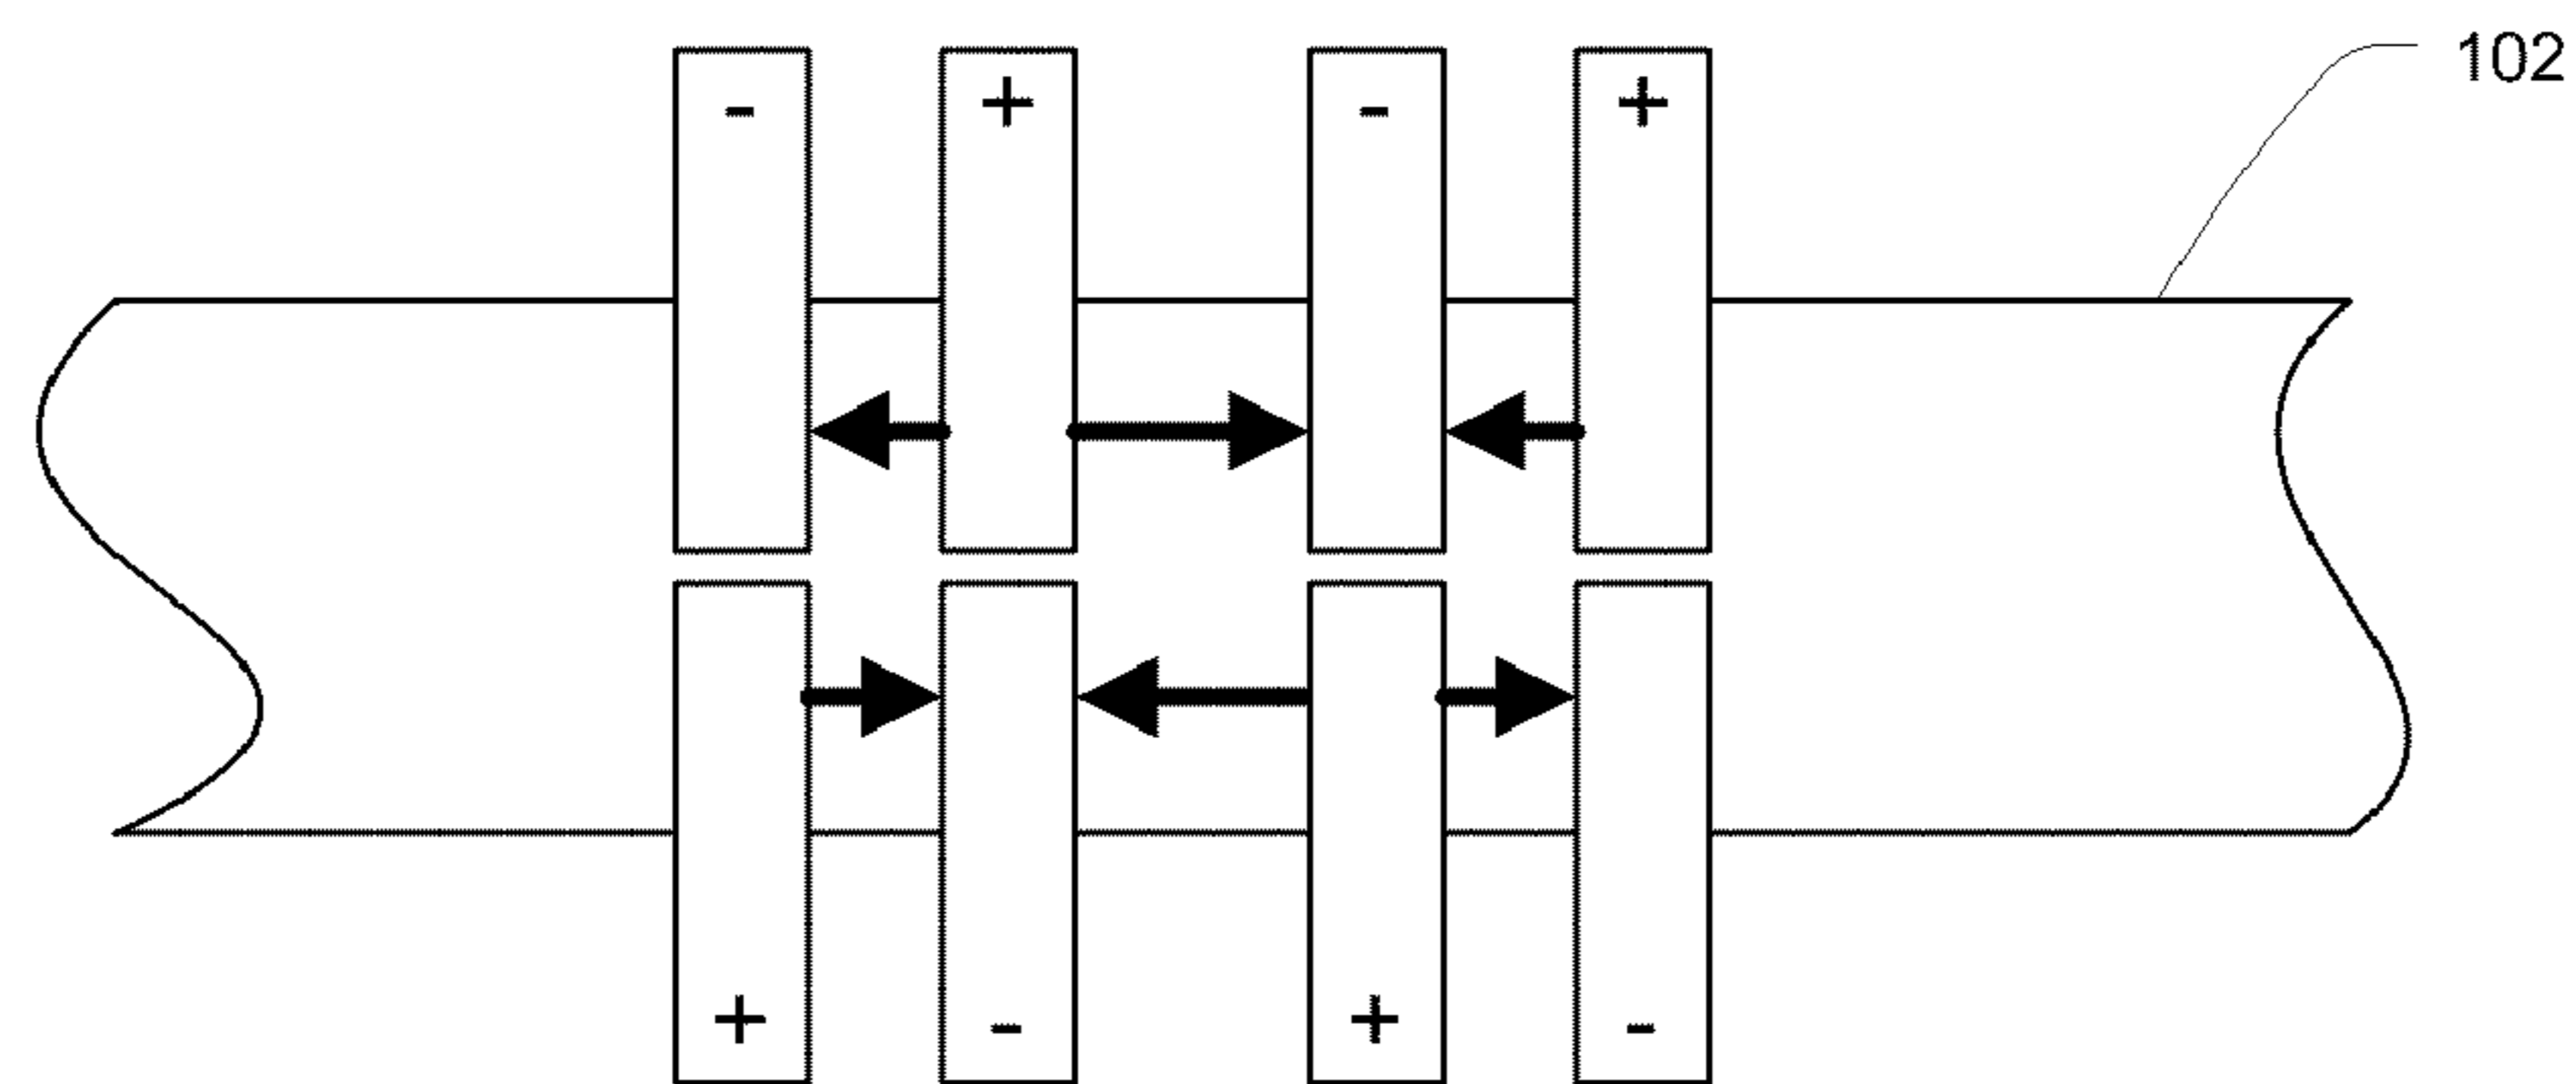 102
- + - +
+ - + -